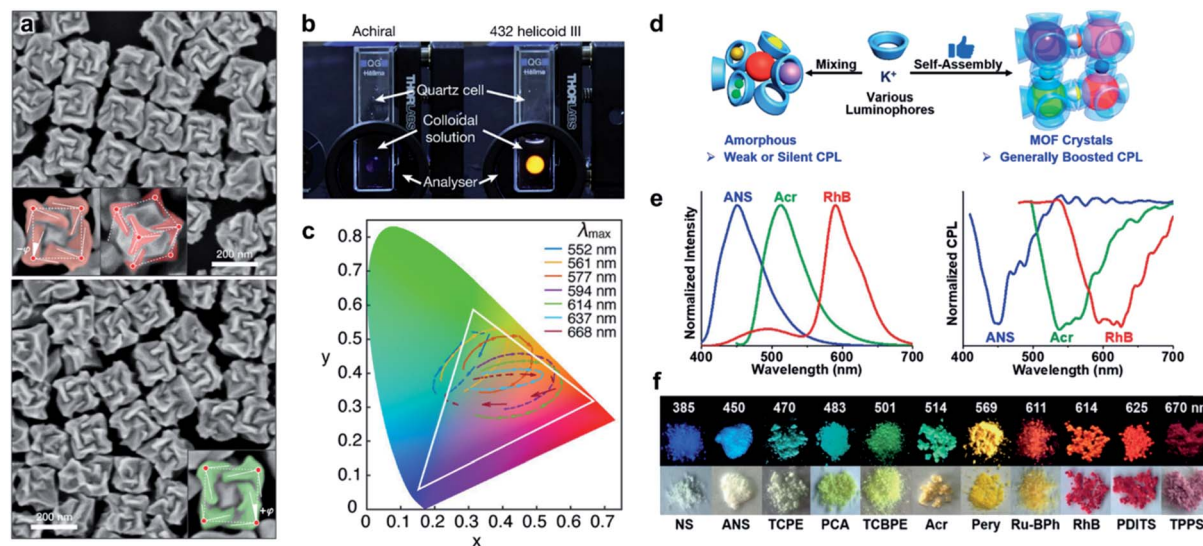 a
-φ
200 nm
200 nm
+φ
b
Achiral
432 helicoid III
QG
Hellma
QG
Hellma
THORLABS
THORLABS
Quartz cell
Colloidal
solution
Analyser
c
λmax
552 nm
561 nm
577 nm
594 nm
614 nm
637 nm
668 nm
0.8
0.7
0.6
0.5
0.4
0.3
0.2
0.1
0
y
0 0.1 0.2 0.3 0.4 0.5 0.6 0.7
x
d
Mixing
K+
Self-Assembly
Various
Luminophores
Amorphous
➢ Weak or Silent CPL
MOF Crystals
➢ Generally Boosted CPL
e
Normalized Intensity
ANS Acr RhB
400 500 600 700
Wavelength (nm)
Normalized CPL
ANS Acr RhB
400 500 600 700
Wavelength (nm)
f
385 450 470 483 501 514 569 611 614 625 670 nm
NS ANS TCPE PCA TCBPE Acr Pery Ru-BPh RhB PDITS TPPS